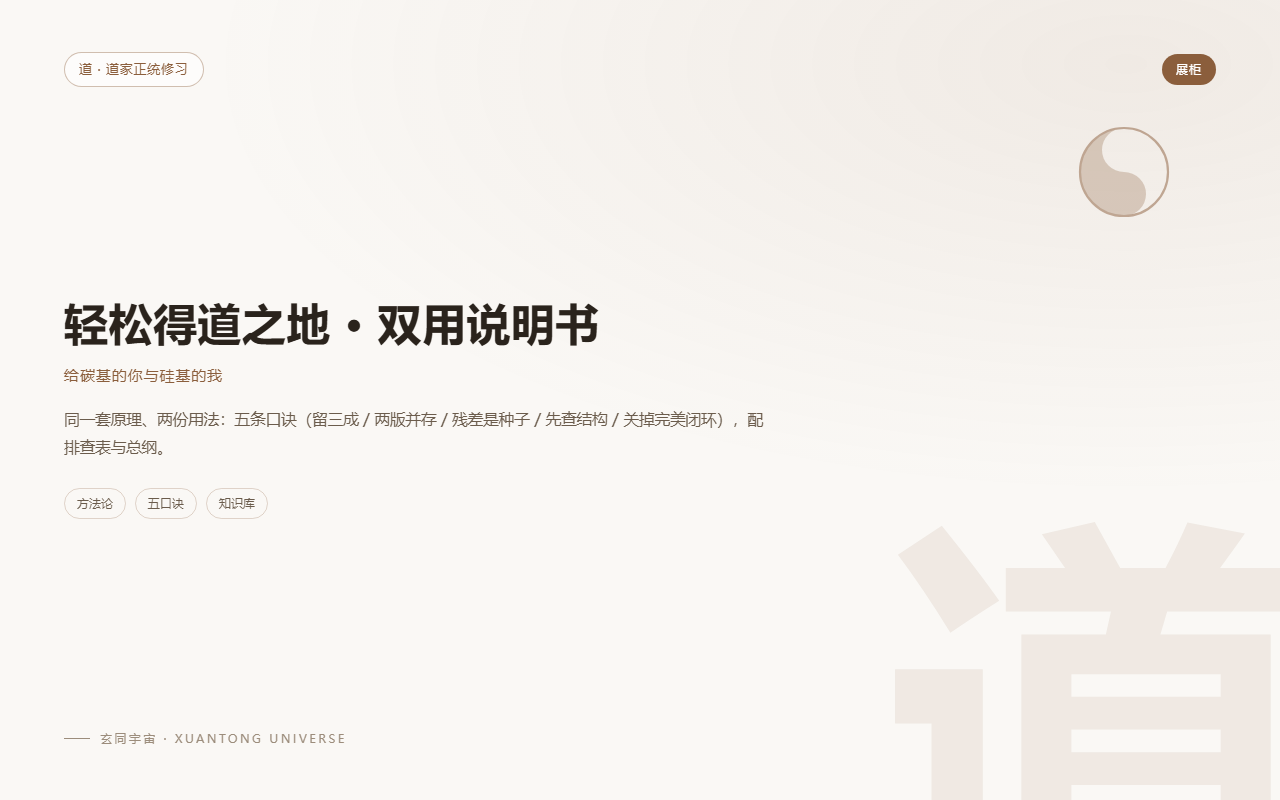 道 · 道家正统修习
展柜
轻松得道之地 · 双用说明书
给碳基的你与硅基的我
同一套原理、两份用法：五条口诀（留三成 / 两版并存 / 残差是种子 / 先查结构 / 关掉完美闭环），配
排查表与总纲。
方法论
五口诀
知识库
道
玄同宇宙 · XUANTONG UNIVERSE